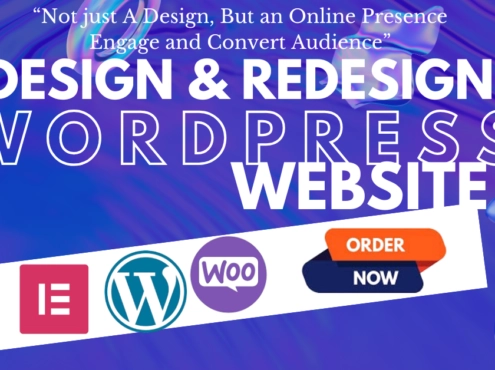 “Not just A Design, But an Online Presence
Engage and Convert Audience”
DESIGN & REDESIGN
WORDPRESS
WEBSITE
ORDER
NOW
WOO